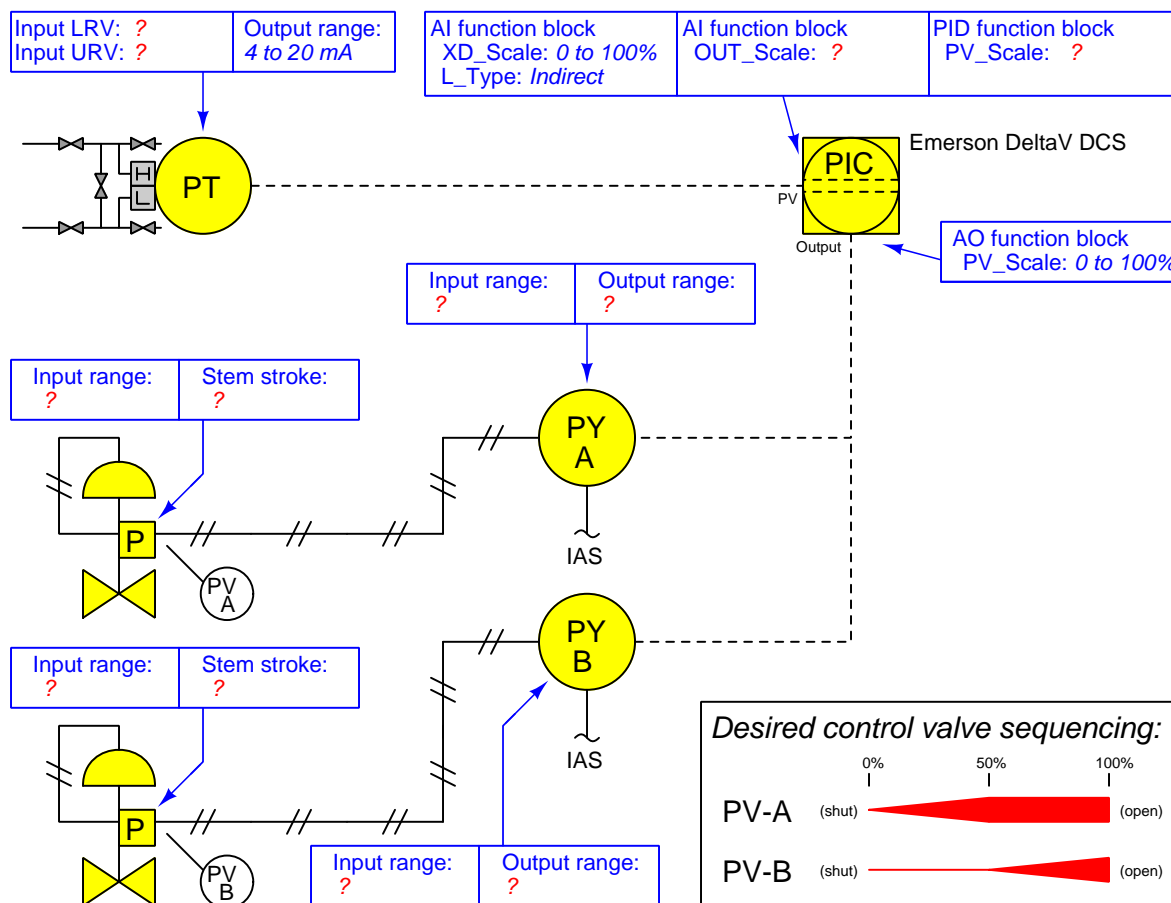 Input LRV: ?
Input URV: ?
Output range:
4 to 20 mA
AI function block
XD_Scale: 0 to 100%
L_Type: Indirect
AI function block
OUT_Scale: ?
PID function block
PV_Scale: ?
H
L
PT
PIC
PV
Output
Emerson DeltaV DCS
AO function block
PV_Scale: 0 to 100%
Input range:
?
Output range:
?
Input range:
?
Stem stroke:
?
PY
A
IAS
P
PV
A
Input range:
?
Stem stroke:
?
PY
B
IAS
P
PV
B
Input range:
?
Output range:
?
Desired control valve sequencing:
0% 50% 100%
PV-A (shut) (open)
PV-B (shut) (open)